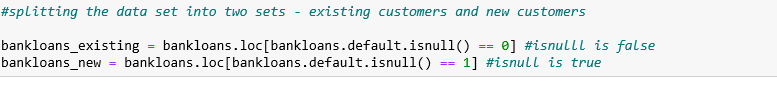 #splitting the data set into two sets - existing customers and new customers
bankloans_existing = bankloans.loc[bankloans.default.isnull() == 0] #isnulll is false
bankloans_new = bankloans.loc[bankloans.default.isnull() == 1] #isnull is true